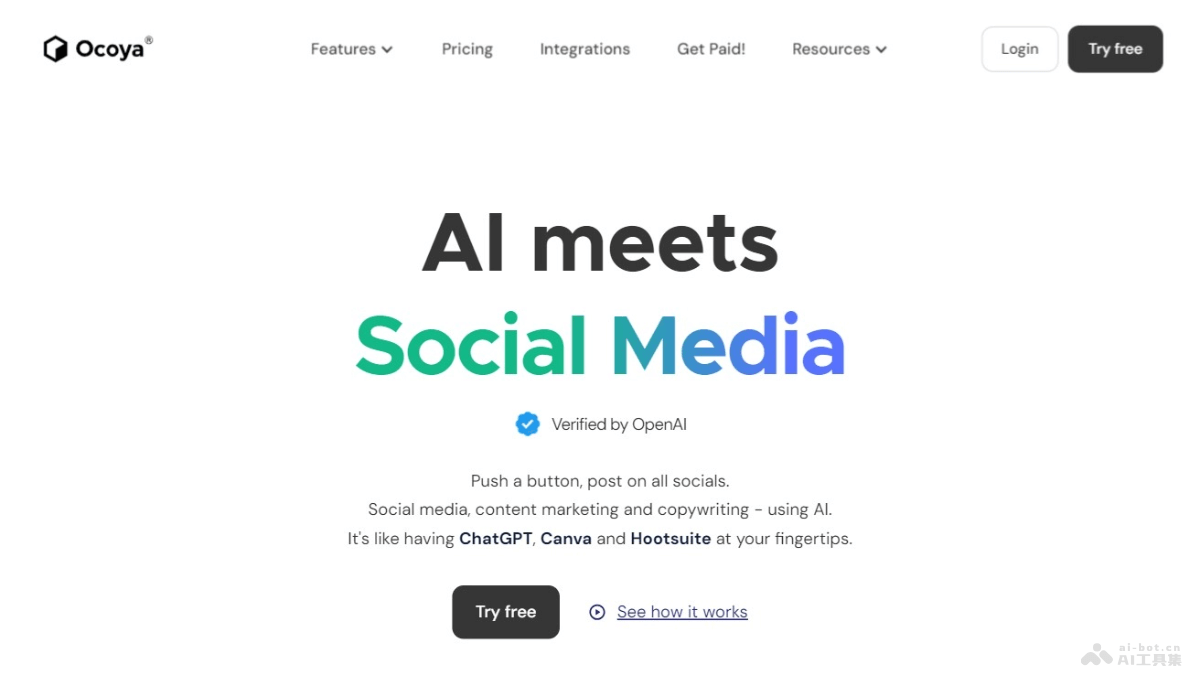 Ocoya®
Features
Pricing
Integrations
Get Paid!
Resources
Login
Try free
AI meets
Social Media
Verified by OpenAI
Push a button, post on all socials.
Social media, content marketing and copywriting - using AI.
It's like having ChatGPT, Canva and Hootsuite at your fingertips.
Try free
See how it works
ai-bot.cn
AI工具集